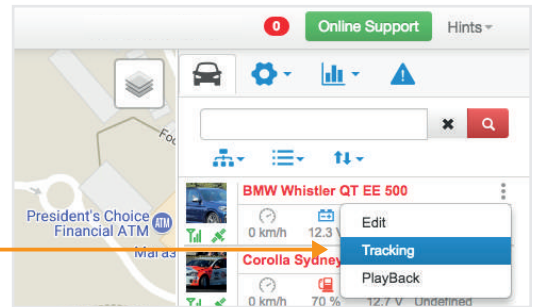 0 Online Support Hints
President's Choice
Financial ATM ATM
BMW Whistler QT EE 500
0 km/h 12.3 V
Edit
Tracking
PlayBack
Corolla Sydney
0 km/h 70 % 12.7 V Undefined